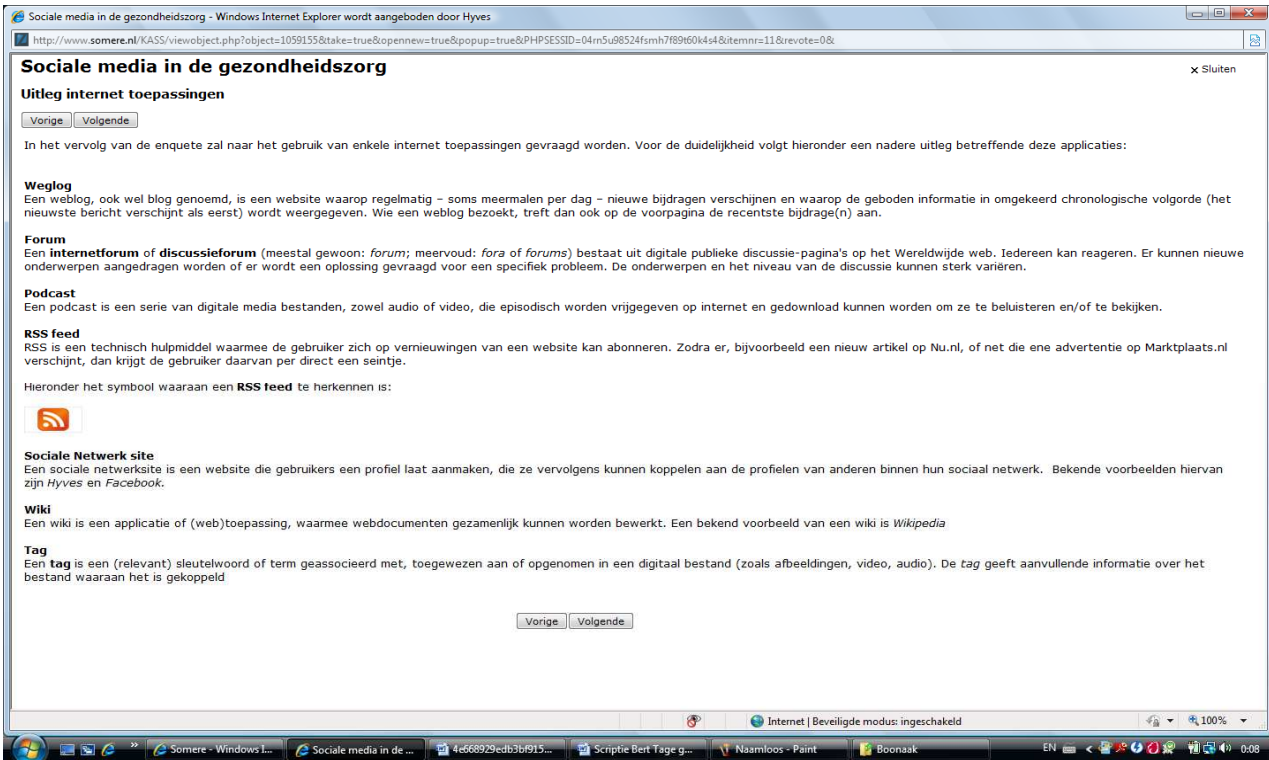 Sociale media in de gezondheidszorg - Windows Internet Explorer wordt aangeboden door Hyves
http://www.somere.nl/KASS/viewobject.php?object=1059155&take=true&opennew=true&popup=true&PHPSESSID=04rn5u98524fsmh7f89t60k4s4&itemnr=11&revote=0&
Sociale media in de gezondheidszorg
x Sluiten
Uitleg internet toepassingen
Vorige Volgende
In het vervolg van de enquete zal naar het gebruik van enkele internet toepassingen gevraagd worden. Voor de duidelijkheid volgt hieronder een nadere uitleg betreffende deze applicaties:
Weglog
Een weblog, ook wel blog genoemd, is een website waarop regelmatig – soms meermalen per dag – nieuwe bijdragen verschijnen en waarop de geboden informatie in omgekeerd chronologische volgorde (het
nieuwste bericht verschijnt als eerst) wordt weergegeven. Wie een weblog bezoekt, treft dan ook op de voorpagina de recentste bijdrage(n) aan.
Forum
Een internetforum of discussieforum (meestal gewoon: forum; meervoud: fora of forums) bestaat uit digitale publieke discussie-pagina's op het Wereldwijde web. Iedereen kan reageren. Er kunnen nieuwe
onderwerpen aangedragen worden of er wordt een oplossing gevraagd voor een specifiek probleem. De onderwerpen en het niveau van de discussie kunnen sterk variëren.
Podcast
Een podcast is een serie van digitale media bestanden, zowel audio of video, die episodisch worden vrijgegeven op internet en gedownload kunnen worden om ze te beluisteren en/of te bekijken.
RSS feed
RSS is een technisch hulpmiddel waarmee de gebruiker zich op vernieuwingen van een website kan abonneren. Zodra er, bijvoorbeeld een nieuw artikel op Nu.nl, of net die ene advertentie op Marktplaats.nl
verschijnt, dan krijgt de gebruiker daarvan per direct een seintje.
Hieronder het symbool waaraan een RSS feed te herkennen is:
Sociale Netwerk site
Een sociale netwerksite is een website die gebruikers een profiel laat aanmaken, die ze vervolgens kunnen koppelen aan de profielen van anderen binnen hun sociaal netwerk. Bekende voorbeelden hiervan
zijn Hyves en Facebook.
Wiki
Een wiki is een applicatie of (web)toepassing, waarmee webdocumenten gezamenlijk kunnen worden bewerkt. Een bekend voorbeeld van een wiki is Wikipedia
Tag
Een tag is een (relevant) sleutelwoord of term geassocieerd met, toegewezen aan of opgenomen in een digitaal bestand (zoals afbeeldingen, video, audio). De tag geeft aanvullende informatie over het
bestand waaraan het is gekoppeld
Vorige Volgende
Internet | Beveiligde modus: ingeschakeld 100%
Somere - Windows I... Sociale media in de ... 4e668929edb3bf915... Scriptie Bert Tage g... Naamloos - Paint Boonaak EN 0:08